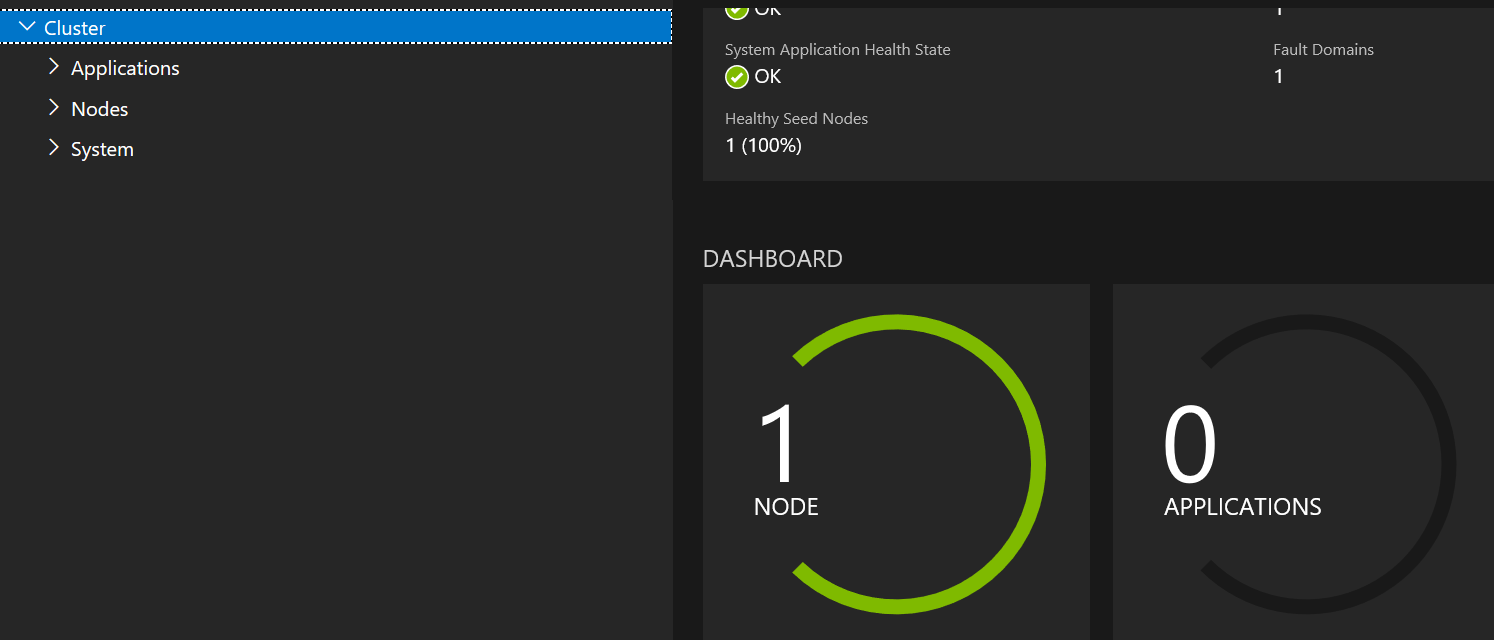 Cluster
Applications
Nodes
System
OK
1
System Application Health State
Fault Domains
OK
1
Healthy Seed Nodes
1 (100%)
DASHBOARD
1
NODE
0
APPLICATIONS